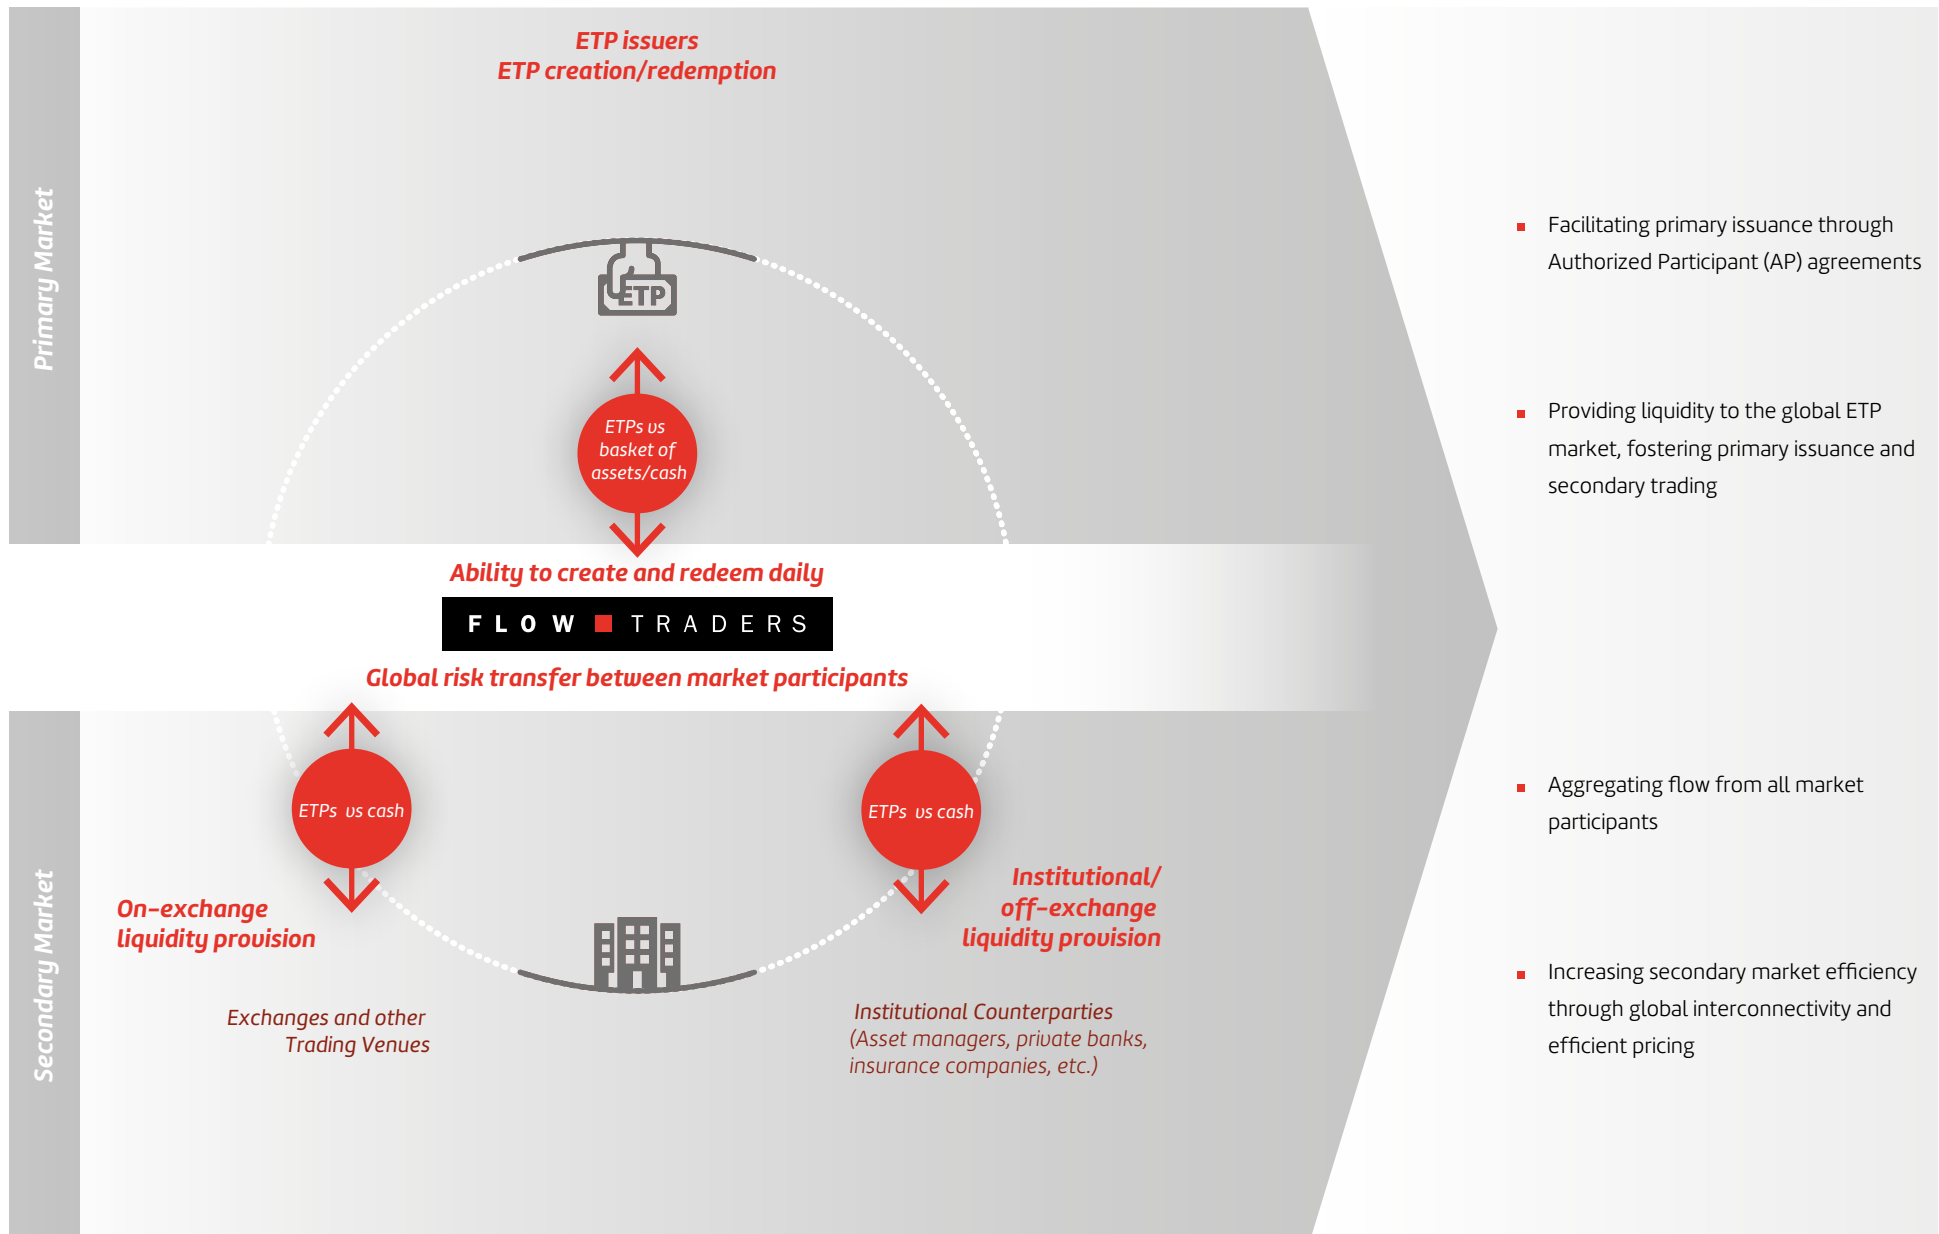 ETP issuers
ETP creation/redemption
Primary Market
ETP
ETPs vs
basket of
assets/cash
Ability to create and redeem daily
FLOW TRADERS
Global risk transfer between market participants
Secondary Market
ETPs vs cash
ETPs vs cash
On-exchange
liquidity provision
Institutional/
off-exchange
liquidity provision
Exchanges and other
Trading Venues
Institutional Counterparties
(Asset managers, private banks,
insurance companies, etc.)
Facilitating primary issuance through
Authorized Participant (AP) agreements
Providing liquidity to the global ETP
market, fostering primary issuance and
secondary trading
Aggregating flow from all market
participants
Increasing secondary market efficiency
through global interconnectivity and
efficient pricing